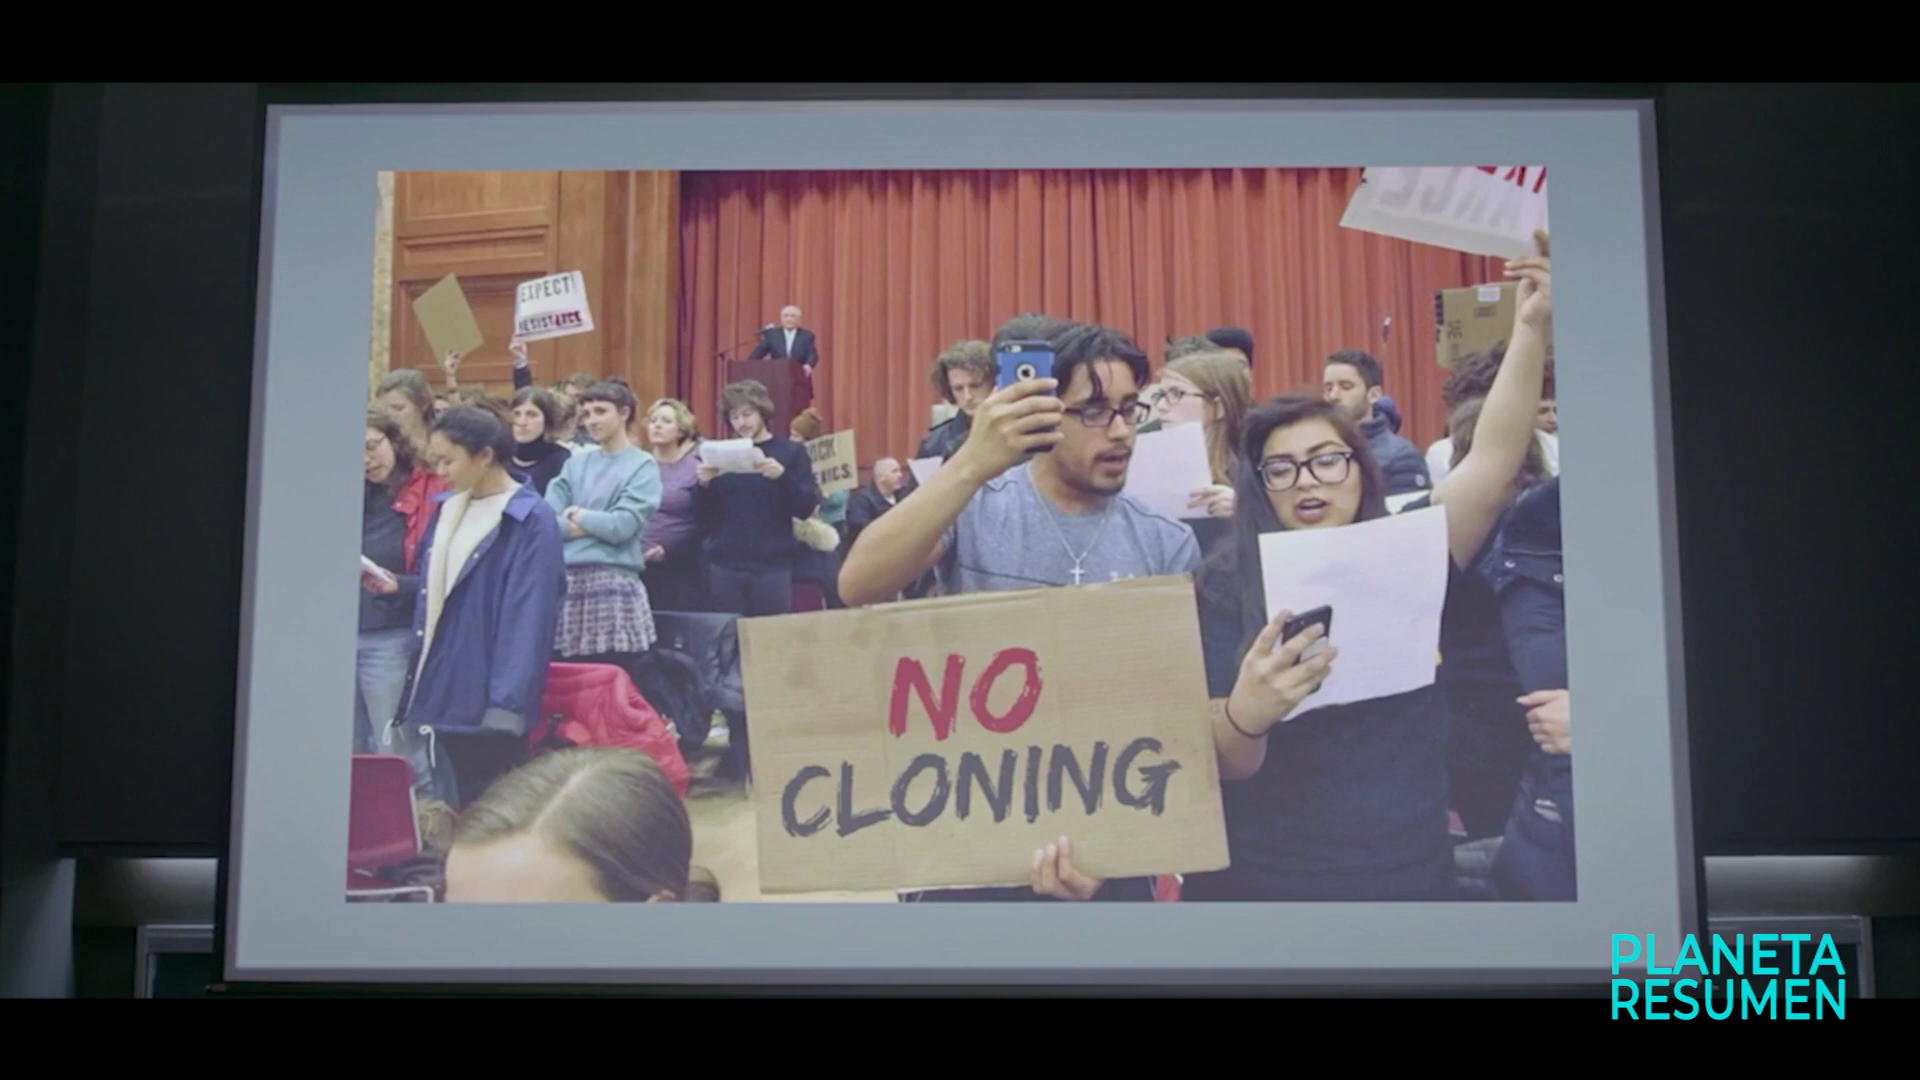 EXPECT
RESISTANCE
NO
CLONING
PLANETA
RESUMEN